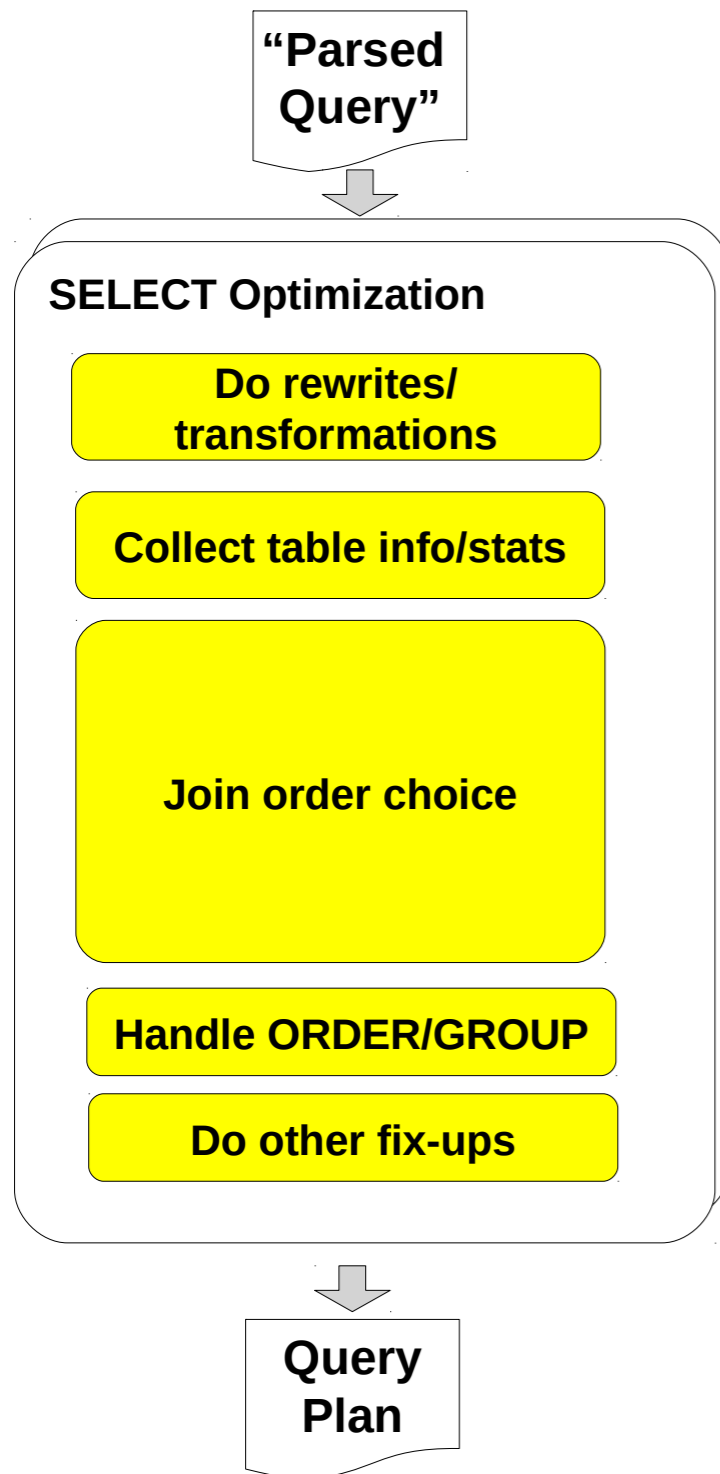 “Parsed
Query”
SELECT Optimization
Do rewrites/
transformations
Collect table info/stats
Join order choice
Handle ORDER/GROUP
Do other fix-ups
Query
Plan